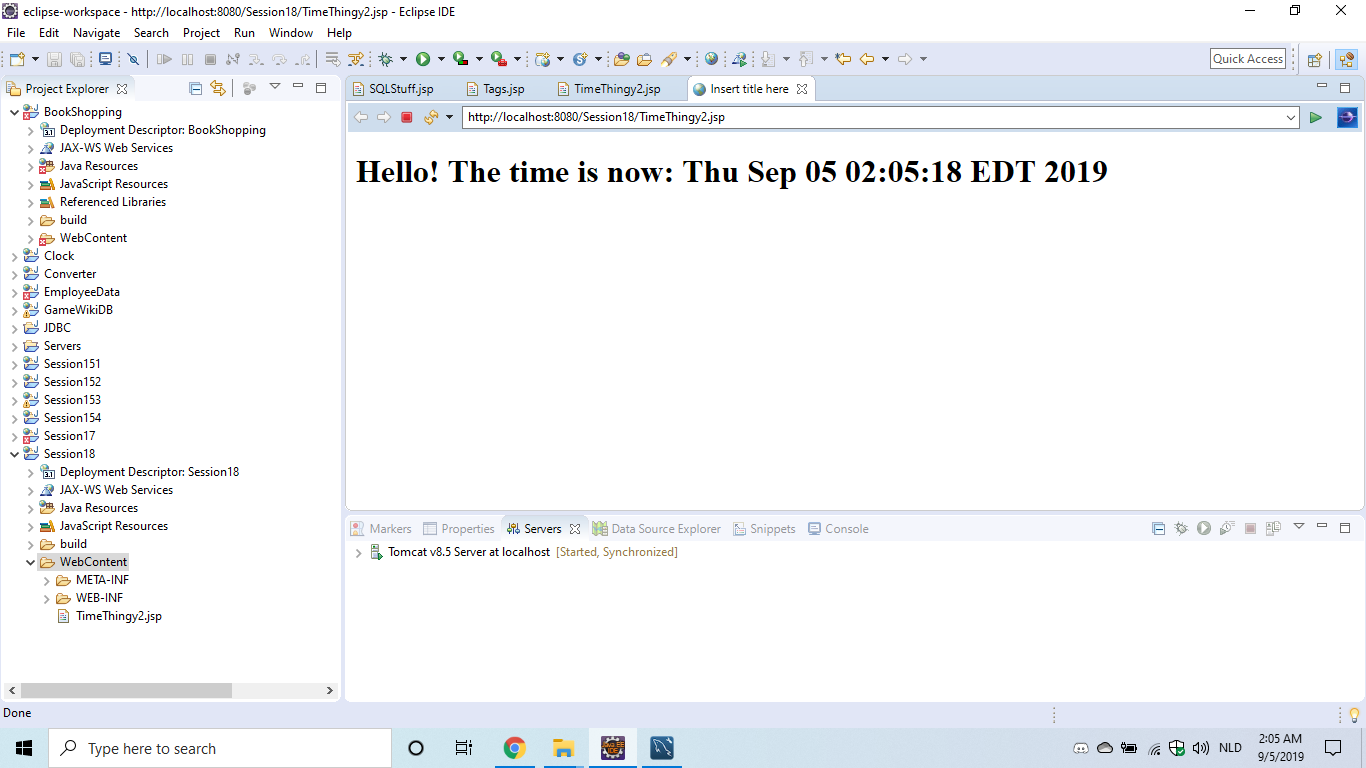 eclipse-workspace - http://localhost:8080/Session18/TimeThingy2.jsp - Eclipse IDE
File Edit Navigate Search Project Run Window Help
Quick Access
Project Explorer
BookShopping
Deployment Descriptor: BookShopping
JAX-WS Web Services
Java Resources
JavaScript Resources
Referenced Libraries
build
WebContent
Clock
Converter
EmployeeData
GameWikiDB
JDBC
Servers
Session151
Session152
Session153
Session154
Session17
Session18
Deployment Descriptor: Session18
JAX-WS Web Services
Java Resources
JavaScript Resources
build
WebContent
META-INF
WEB-INF
TimeThingy2.jsp
SQLStuff.jsp Tags.jsp TimeThingy2.jsp Insert title here
http://localhost:8080/Session18/TimeThingy2.jsp
Hello! The time is now: Thu Sep 05 02:05:18 EDT 2019
Markers Properties Servers Data Source Explorer Snippets Console
Tomcat v8.5 Server at localhost [Started, Synchronized]
Done
Type here to search
JAVA EE
IDE
NLD
2:05 AM
9/5/2019